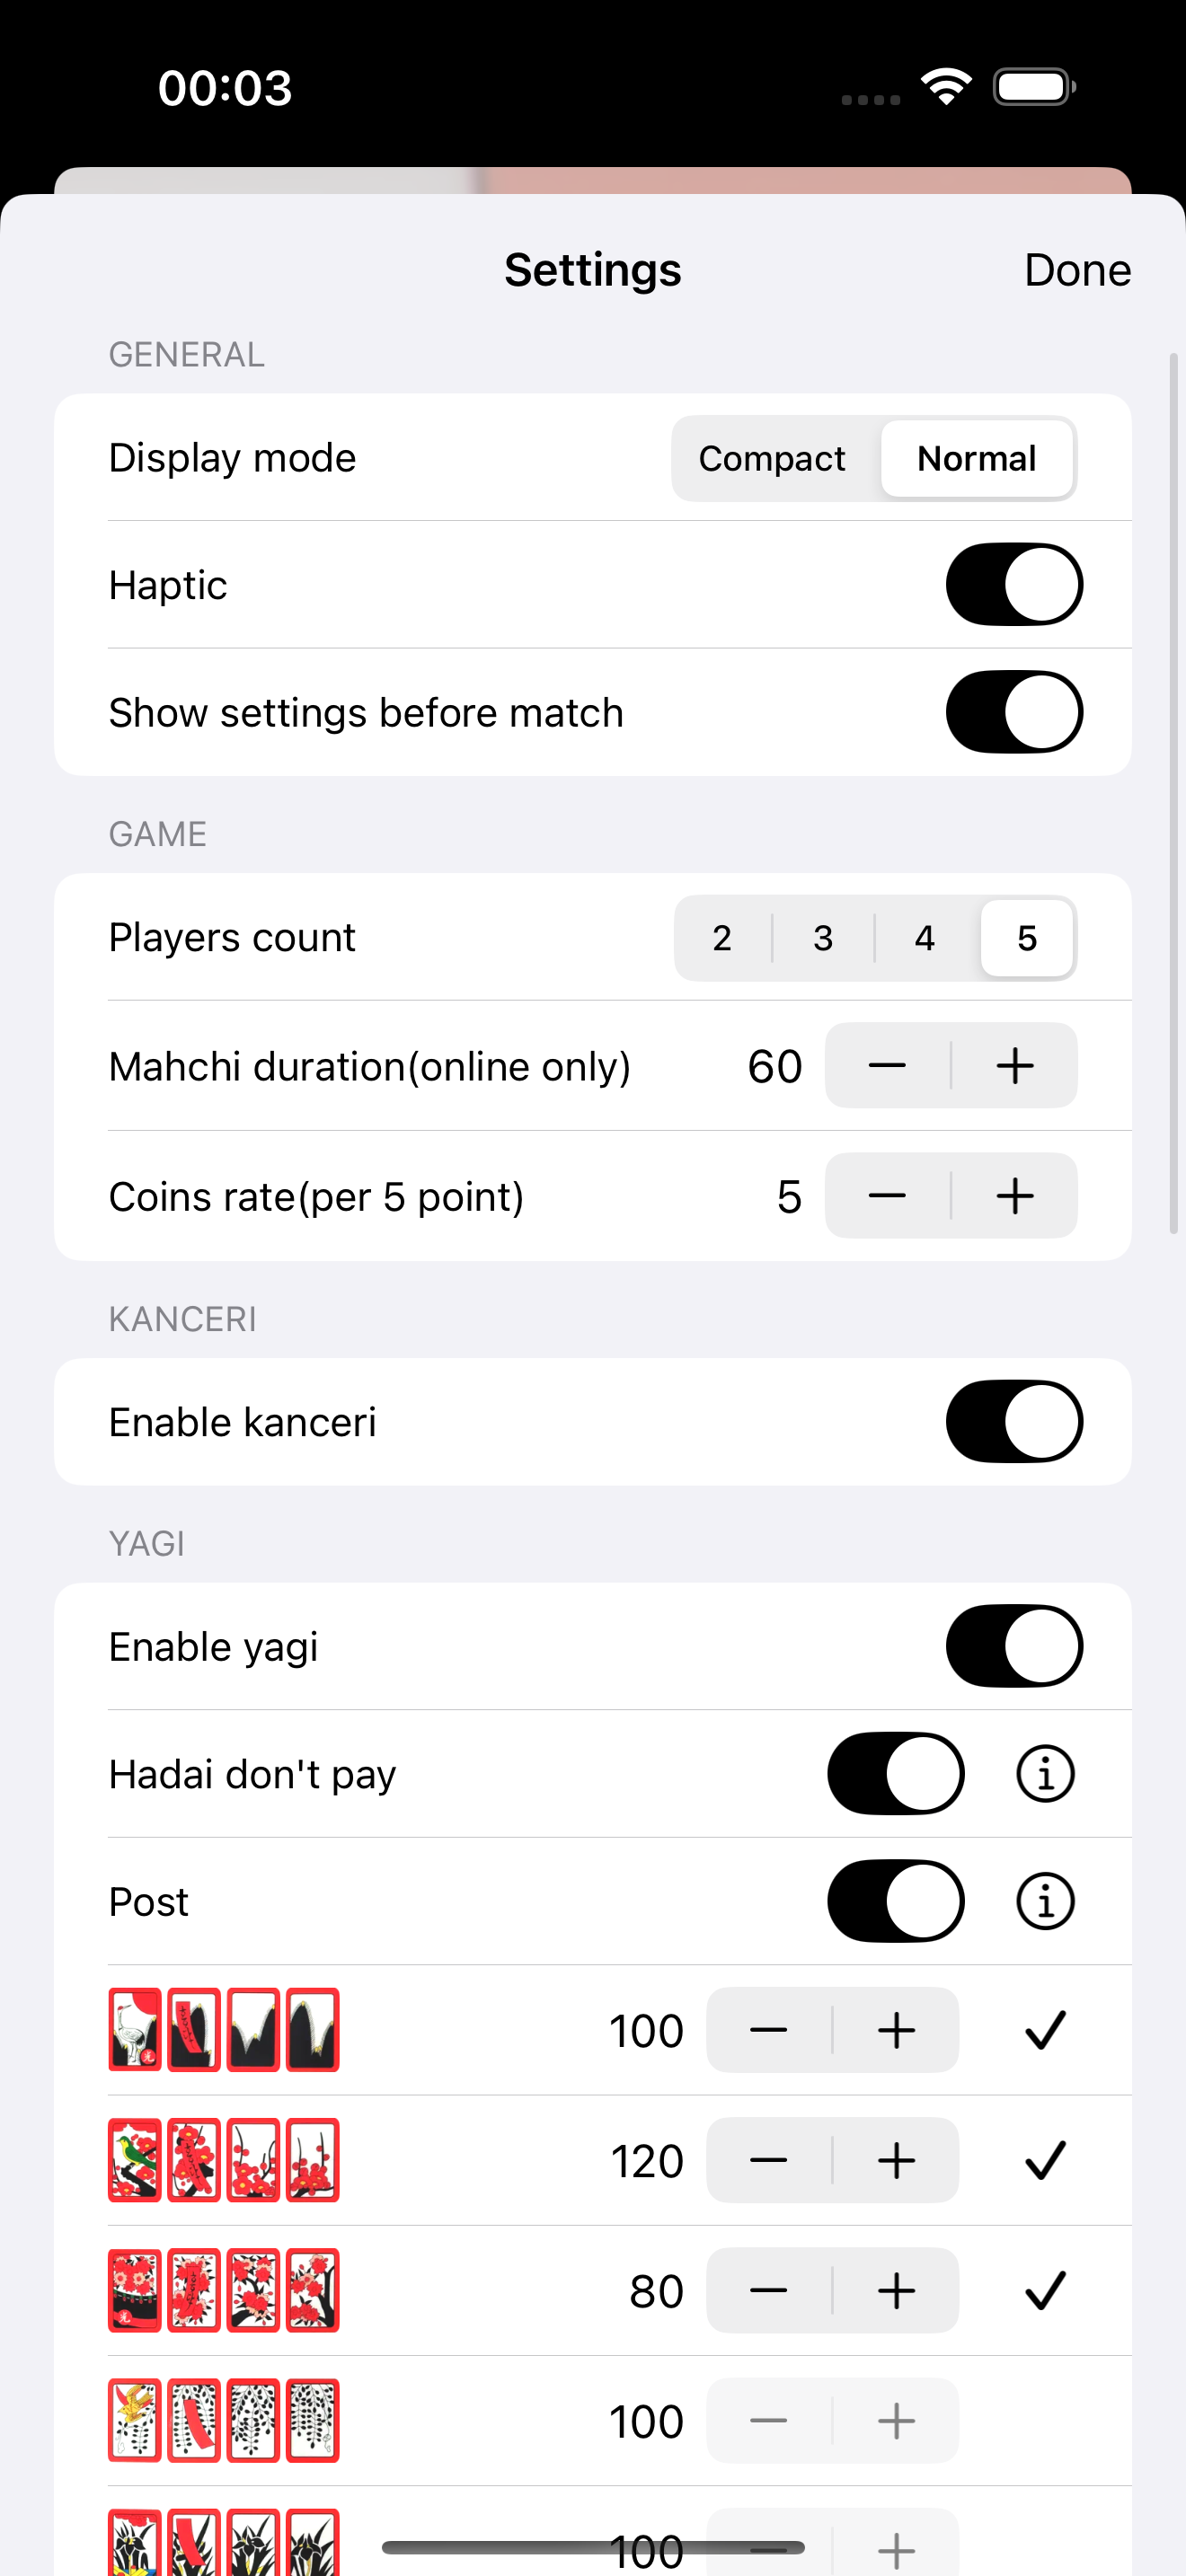 00:03
Settings
Done
GENERAL
Display mode
Compact
Normal
Haptic
Show settings before match
GAME
Players count
2
3
4
5
Mahchi duration(online only)
60
Coins rate(per 5 point)
5
KANCERI
Enable kanceri
YAGI
Enable yagi
Hadai don't pay
Post
100
120
80
100
100